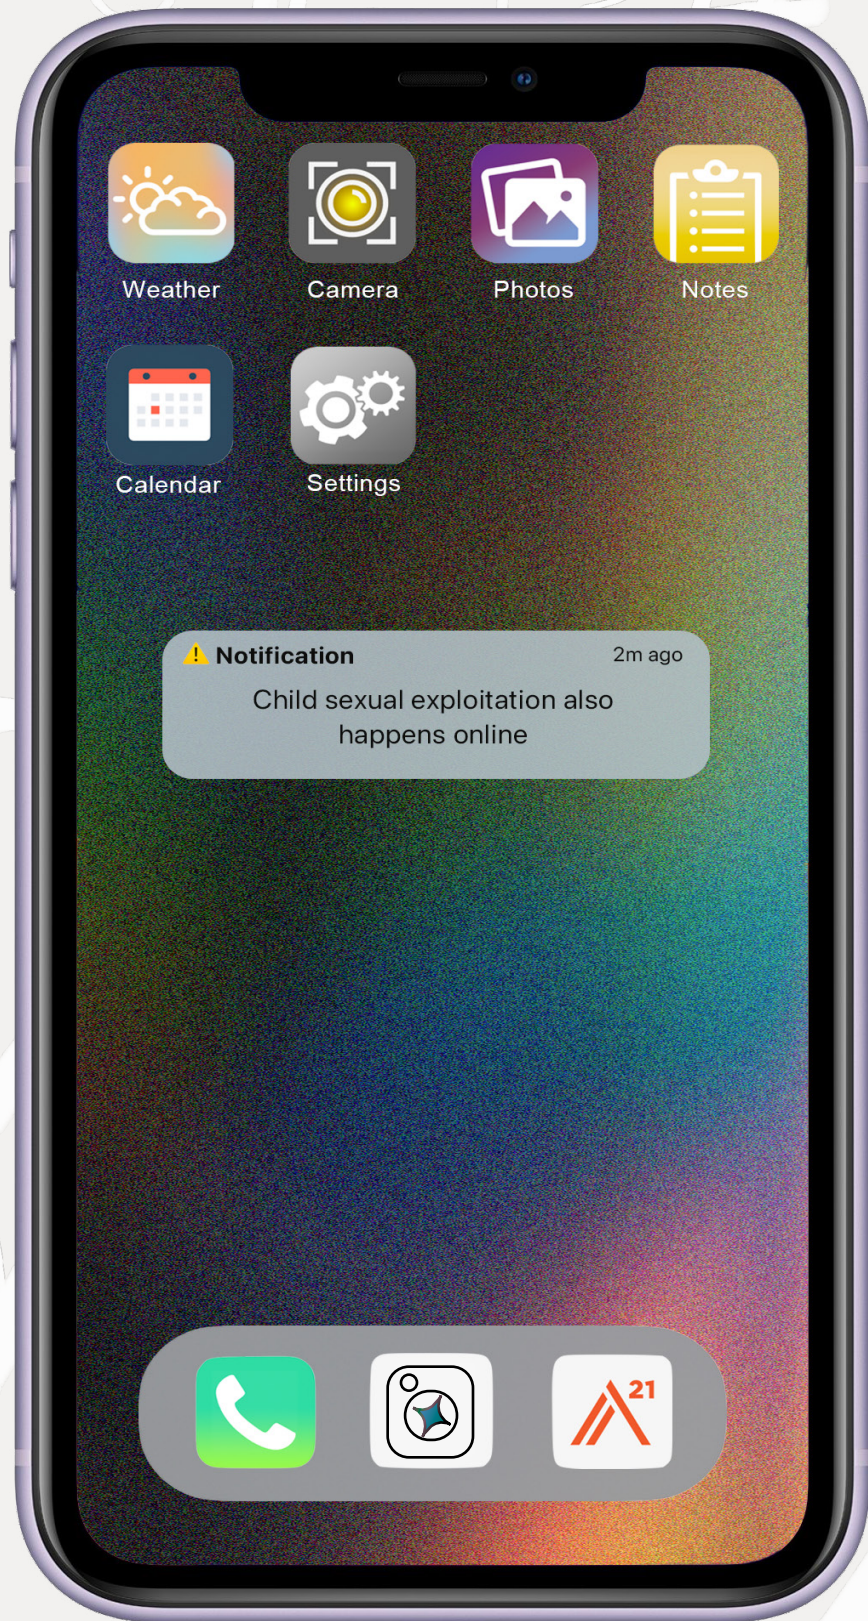 Weather Camera Photos Notes
Calendar Settings
Notification 2m ago
Child sexual exploitation also
happens online
21